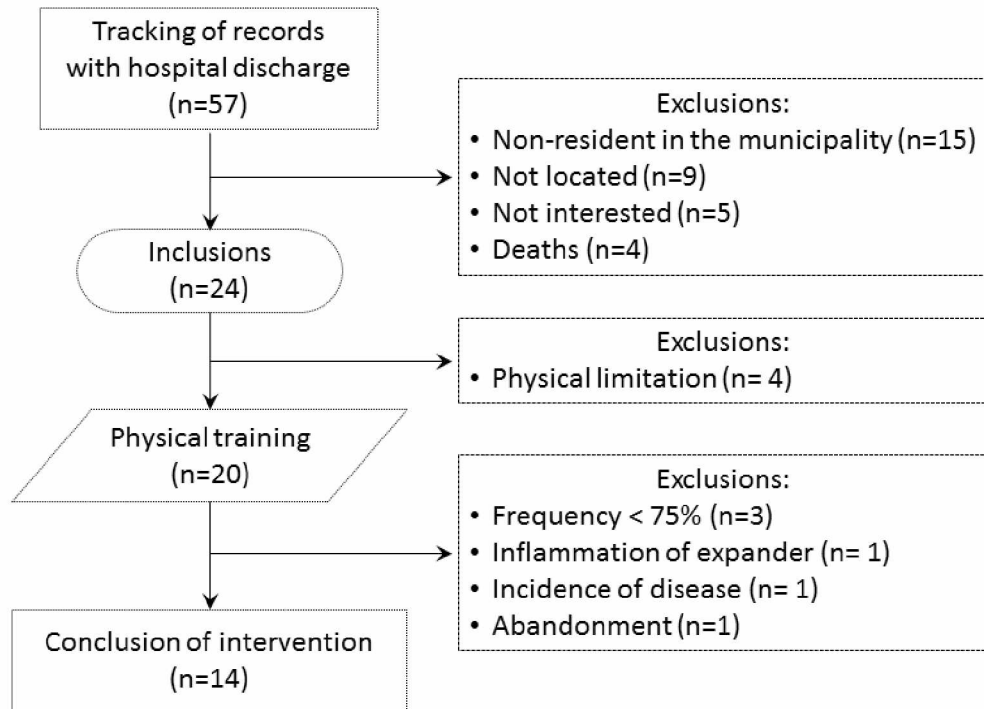 Tracking of records
with hospital discharge
(n=57)
Exclusions:
• Non-resident in the municipality (n=15)
• Not located (n=9)
• Not interested (n=5)
• Deaths (n=4)
Inclusions
(n=24)
Exclusions:
• Physical limitation (n= 4)
Physical training
(n=20)
Exclusions:
• Frequency < 75% (n=3)
• Inflammation of expander (n= 1)
• Incidence of disease (n= 1)
• Abandonment (n=1)
Conclusion of intervention
(n=14)